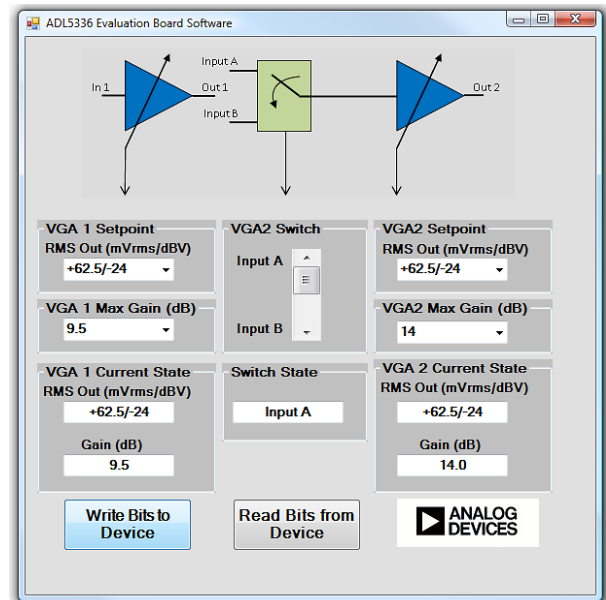 ADL5336 Evaluation Board Software
Input A
In 1
Out 1
Out 2
Input B
VGA 1 Setpoint
RMS Out (mVrms/dBV)
+62.5/-24
VGA 1 Max Gain (dB)
9.5
VGA 1 Current State
RMS Out (mVrms/dBV)
+62.5/-24
Gain (dB)
9.5
VGA2 Switch
Input A
Input B
Switch State
Input A
VGA2 Setpoint
RMS Out (mVrms/dBV)
+62.5/-24
VGA2 Max Gain (dB)
14
VGA 2 Current State
RMS Out (mVrms/dBV)
+62.5/-24
Gain (dB)
14.0
Write Bits to
Device
Read Bits from
Device
ANALOG
DEVICES